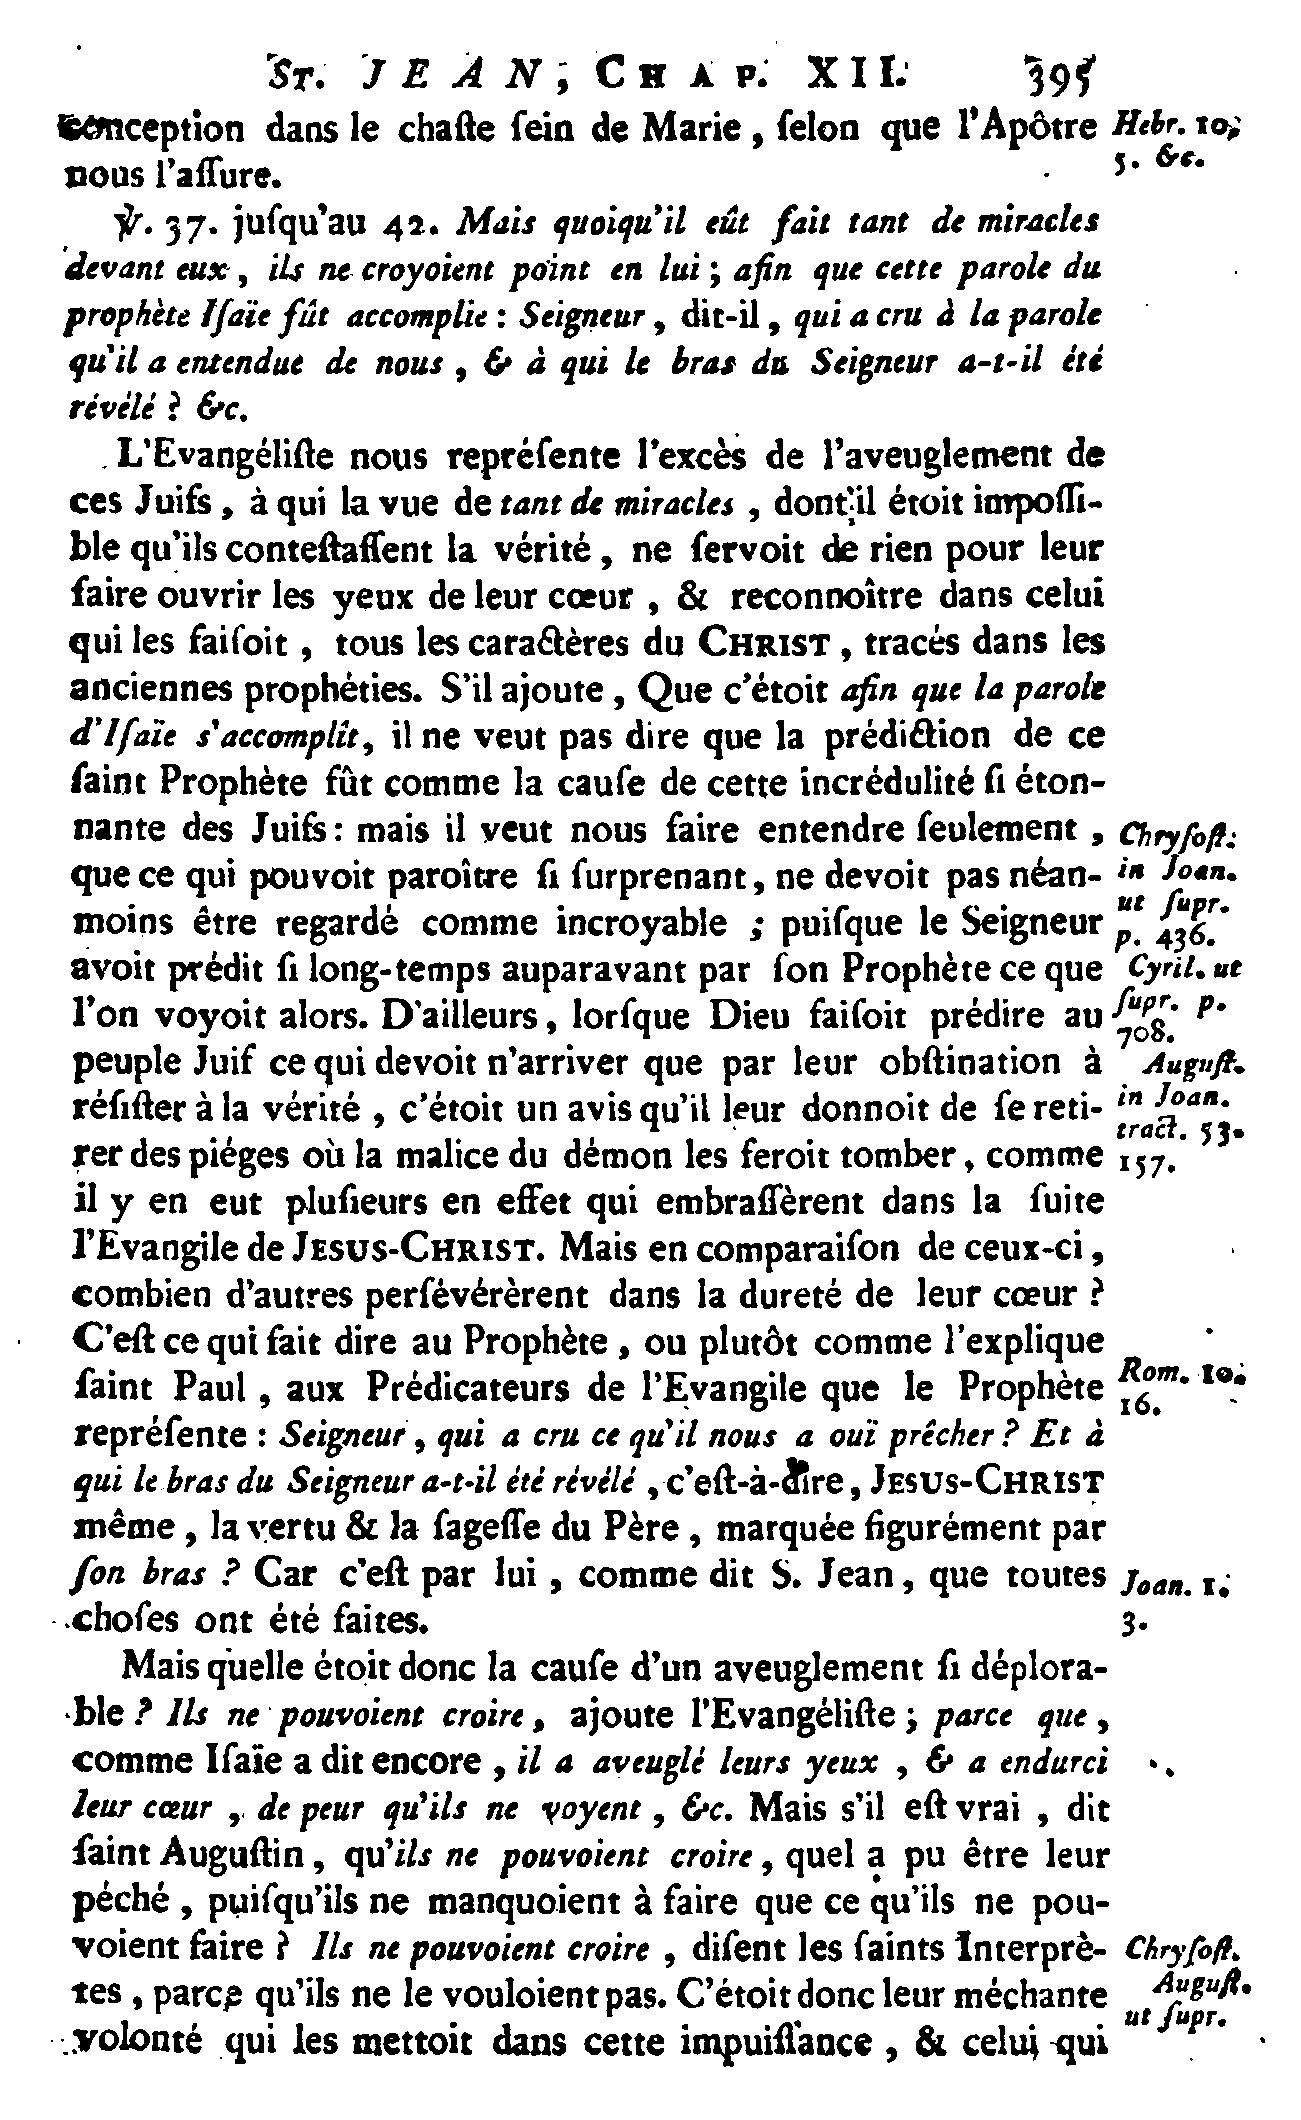 ST. JEAN, CHAP. XII. 395
conception dans le chaſte ſein de Marie, ſelon que l'Apôtre
nous l'aſſure.
Hebr. 10,
5. &c.
℣. 37. juſqu'au 42. Mais quoiqu'il eût fait tant de miracles
devant eux, ils ne croyoient point en lui; afin que cette parole du
prophète Iſaïe fût accomplie: Seigneur, dit-il, qui a cru à la parole
qu'il a entendue de nous, & à qui le bras du Seigneur a-t-il été
révélé? &c.
L'Evangéliſte nous repréſente l'excès de l'aveuglement de
ces Juifs, à qui la vue de tant de miracles, dont il étoit impoſſi-
ble qu'ils conteſtaſſent la vérité, ne ſervoit de rien pour leur
faire ouvrir les yeux de leur cœur, & reconnoître dans celui
qui les faiſoit, tous les caractères du CHRIST, tracés dans les
anciennes prophéties. S'il ajoute, Que c'étoit afin que la parole
d'Iſaïe s'accomplît, il ne veut pas dire que la prédiction de ce
ſaint Prophète fût comme la cauſe de cette incrédulité ſi éton-
nante des Juifs: mais il veut nous faire entendre ſeulement,
que ce qui pouvoit paroître ſi ſurprenant, ne devoit pas néan-
moins être regardé comme incroyable; puiſque le Seigneur
avoit prédit ſi long-temps auparavant par ſon Prophète ce que
l'on voyoit alors. D'ailleurs, lorſque Dieu faiſoit prédire au
peuple Juif ce qui devoit n'arriver que par leur obſtination à
réſiſter à la vérité, c'étoit un avis qu'il leur donnoit de ſe reti-
rer des piéges où la malice du démon les feroit tomber, comme
il y en eut pluſieurs en effet qui embraſſèrent dans la ſuite
l'Evangile de JESUS-CHRIST. Mais en comparaiſon de ceux-ci,
combien d'autres perſévérèrent dans la dureté de leur cœur?
C'eſt ce qui fait dire au Prophète, ou plutôt comme l'explique
ſaint Paul, aux Prédicateurs de l'Evangile que le Prophète
repréſente: Seigneur, qui a cru ce qu'il nous a ouï prêcher? Et à
qui le bras du Seigneur a-t-il été révélé, c'eſt-à-dire, JESUS-CHRIST
même, la vertu & la ſageſſe du Père, marquée figurément par
ſon bras? Car c'eſt par lui, comme dit S. Jean, que toutes
choſes ont été faites.
Chryſoſt.
in Joan.
ut ſupr.
p. 436.
Cyril. ut
ſupr. p.
708.
Auguſt.
in Joan.
tract. 53.
157.
Rom. 10.
16.
Joan. 1.
3.
Mais quelle étoit donc la cauſe d'un aveuglement ſi déplora-
ble? Ils ne pouvoient croire, ajoute l'Evangéliſte; parce que,
comme Iſaïe a dit encore, il a aveuglé leurs yeux, & a endurci
leur cœur, de peur qu'ils ne voyent, &c. Mais s'il eſt vrai, dit
ſaint Auguſtin, qu'ils ne pouvoient croire, quel a pu être leur
péché, puiſqu'ils ne manquoient à faire que ce qu'ils ne pou-
voient faire? Ils ne pouvoient croire, diſent les ſaints Interprè-
tes, parce qu'ils ne le vouloient pas. C'étoit donc leur méchante
volonté qui les mettoit dans cette impuiſſance, & celui qui
Chryſoſt.
Auguſt.
ut ſupr.